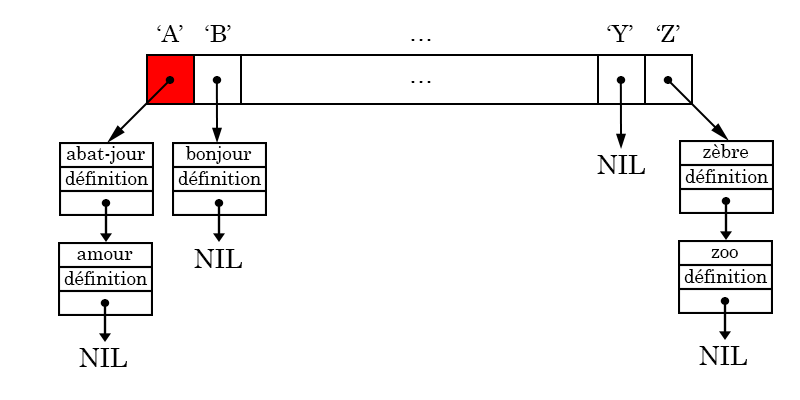 ‘A’ ‘B’ ... ‘Y’ ‘Z’
...
abat-jour
définition
amour
définition
NIL
bonjour
définition
NIL
NIL
zèbre
définition
zoo
définition
NIL